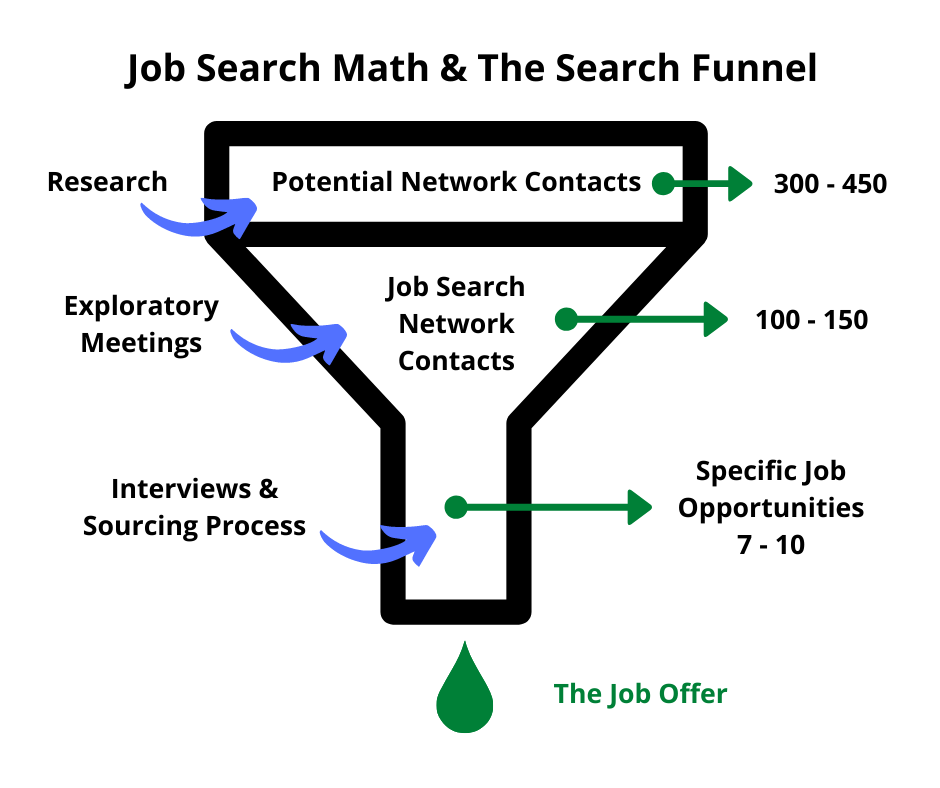 Job Search Math & The Search Funnel
Research
Potential Network Contacts
300 - 450
Exploratory
Meetings
Job Search
Network
Contacts
100 - 150
Interviews &
Sourcing Process
Specific Job
Opportunities
7 - 10
The Job Offer